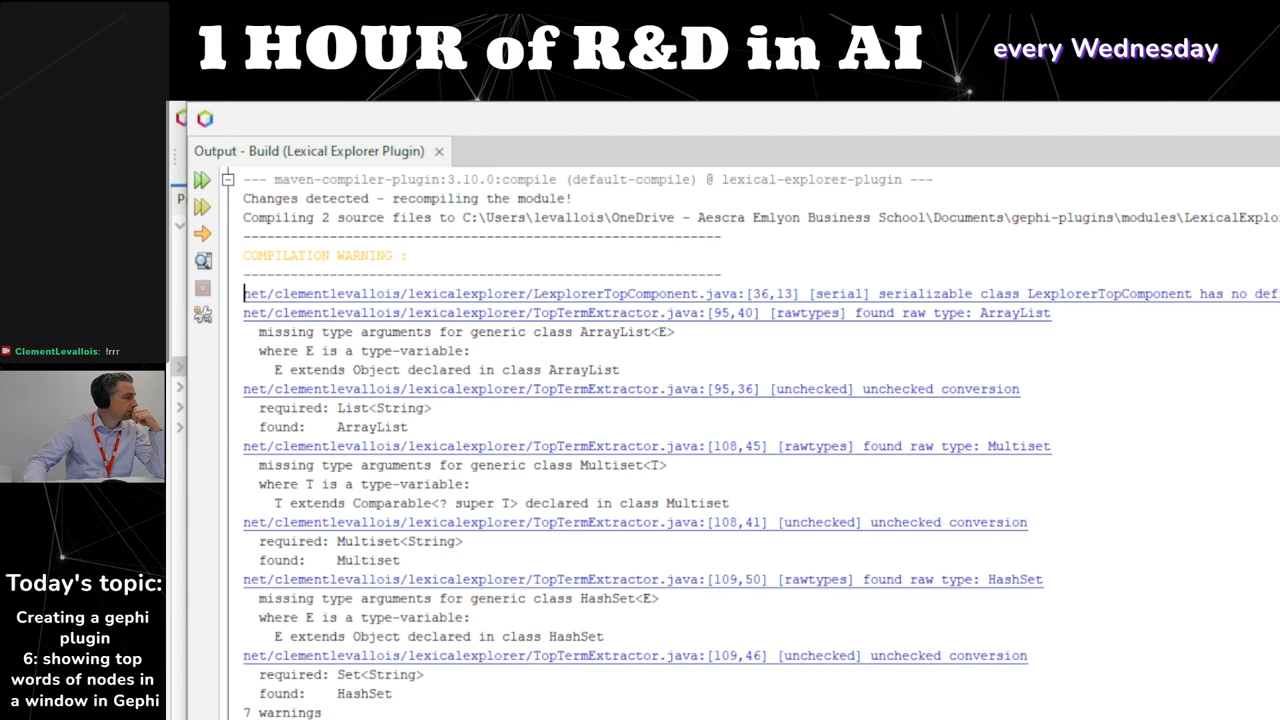 1 HOUR of R&D in AI
every Wednesday
Output - Build (Lexical Explorer Plugin)
--- maven-compiler-plugin:3.10.0:compile (default-compile) @ lexical-explorer-plugin ---
Changes detected - recompiling the module!
Compiling 2 source files to C:\Users\levallois\OneDrive - Aescra Emlyon Business School\Documents\gephi-plugins\modules\LexicalExplo
------------------------------------------------------------
COMPILATION WARNING :
------------------------------------------------------------
net/clementlevallois/lexicalexplorer/LexplorerTopComponent.java:[36,13] [serial] serializable class LexplorerTopComponent has no def
net/clementlevallois/lexicalexplorer/TopTermExtractor.java:[95,40] [rawtypes] found raw type: ArrayList
missing type arguments for generic class ArrayList<E>
where E is a type-variable:
E extends Object declared in class ArrayList
net/clementlevallois/lexicalexplorer/TopTermExtractor.java:[95,36] [unchecked] unchecked conversion
required: List<String>
found:    ArrayList
net/clementlevallois/lexicalexplorer/TopTermExtractor.java:[108,45] [rawtypes] found raw type: Multiset
missing type arguments for generic class Multiset<T>
where T is a type-variable:
T extends Comparable<? super T> declared in class Multiset
net/clementlevallois/lexicalexplorer/TopTermExtractor.java:[108,41] [unchecked] unchecked conversion
required: Multiset<String>
found:    Multiset
net/clementlevallois/lexicalexplorer/TopTermExtractor.java:[109,50] [rawtypes] found raw type: HashSet
missing type arguments for generic class HashSet<E>
where E is a type-variable:
E extends Object declared in class HashSet
net/clementlevallois/lexicalexplorer/TopTermExtractor.java:[109,46] [unchecked] unchecked conversion
required: Set<String>
found:    HashSet
7 warnings
P
ClementLevallois: !rrr
Today's topic:
Creating a gephi
plugin
6: showing top
words of nodes in
a window in Gephi